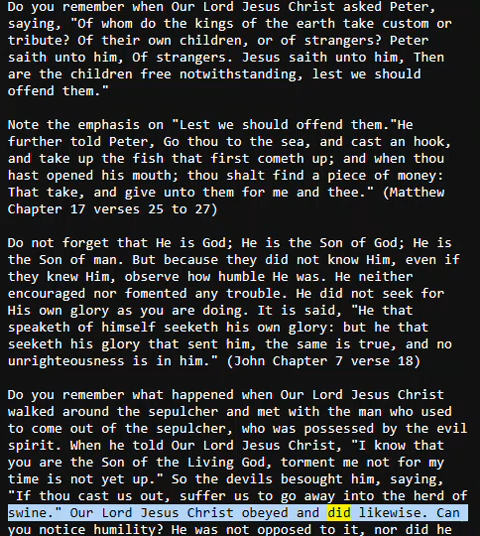 Do you remember when Our Lord Jesus Christ asked Peter,
saying, "Of whom do the kings of the earth take custom or
tribute? Of their own children, or of strangers? Peter
saith unto him, Of strangers. Jesus saith unto him, Then
are the children free notwithstanding, lest we should
offend them."
Note the emphasis on "Lest we should offend them."He
further told Peter, Go thou to the sea, and cast an hook,
and take up the fish that first cometh up; and when thou
hast opened his mouth; thou shalt find a piece of money:
That take, and give unto them for me and thee." (Matthew
Chapter 17 verses 25 to 27)
Do not forget that He is God; He is the Son of God; He is
the Son of man. But because they did not know Him, even if
they knew Him, observe how humble He was. He neither
encouraged nor fomented any trouble. He did not seek for
His own glory as you are doing. It is said, "He that
speaketh of himself seeketh his own glory: but he that
seeketh his glory that sent him, the same is true, and no
unrighteousness is in him." (John Chapter 7 verse 18)
Do you remember what happened when Our Lord Jesus Christ
walked around the sepulcher and met with the man who used
to come out of the sepulcher, who was possessed by the evil
spirit. When he told Our Lord Jesus Christ, "I know that
you are the Son of the Living God, torment me not for my
time is not yet up." So the devils besought him, saying,
"If thou cast us out, suffer us to go away into the herd of
swine." Our Lord Jesus Christ obeyed and did likewise. Can
you notice humility? He was not opposed to it, nor did he